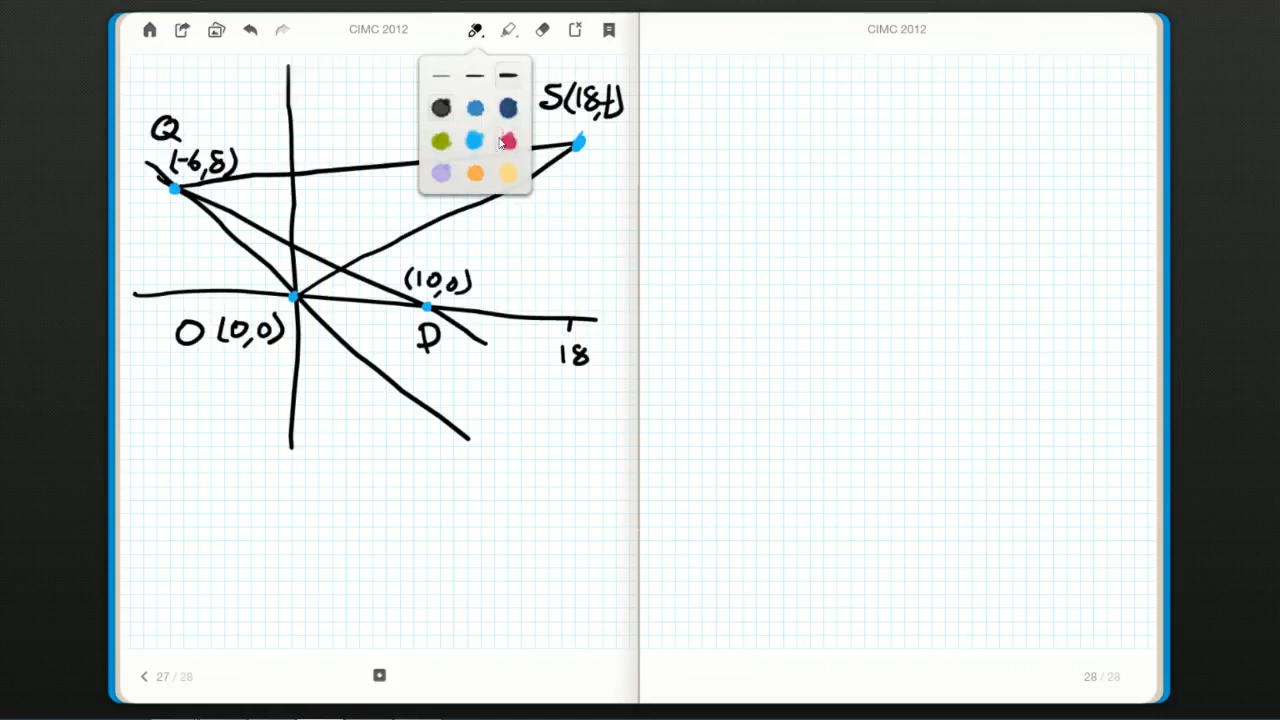 CIMC 2012
CIMC 2012
S(18,t)
Q
(-6,8)
(10,0)
O (0,0)
P
18
27 / 28
28 / 28